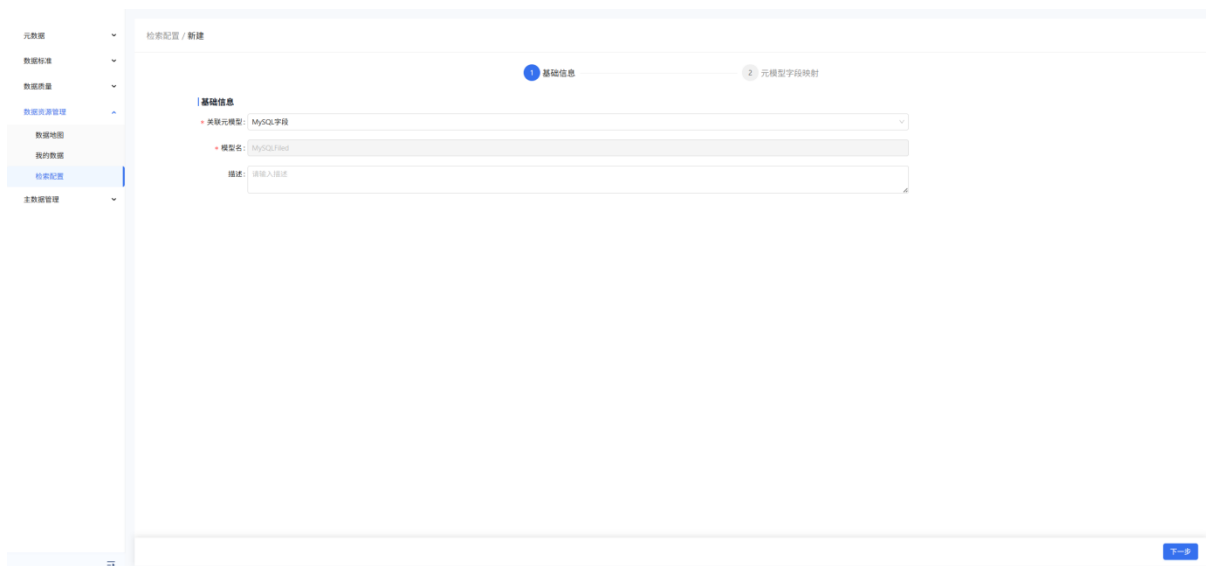 元数据
数据标准
数据质量
数据资源管理
数据地图
我的数据
检索配置
主数据管理
检索配置 / 新建
1 基础信息
2 元模型字段映射
基础信息
* 关联元模型: MySQL字段
* 模型名: MySQLFiled
描述: 请输入描述
下一步